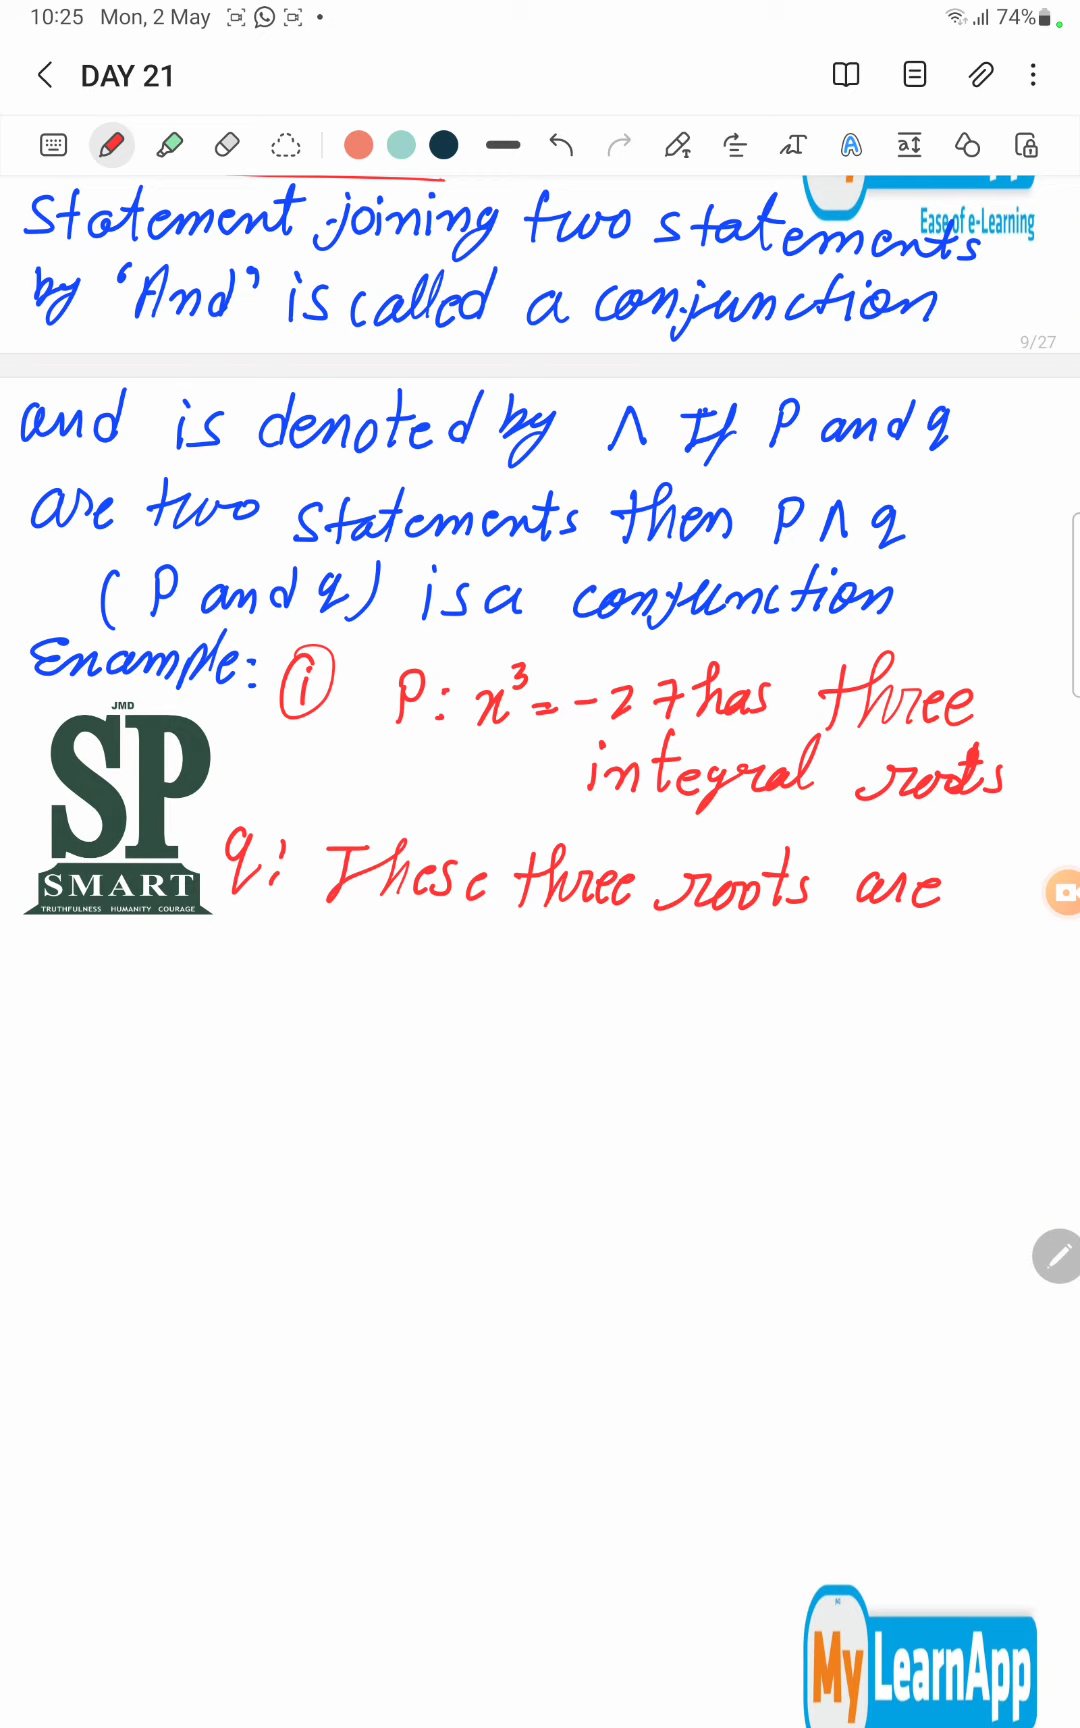 10:25 Mon, 2 May 74%
DAY 21
Statement joining two statements
Ease of e-Learning
by 'And' is called a conjunction
9/27
and is denoted by ∧ If P and q
are two statements then P ∧ q
(P and q) is a conjunction
Example: (i) P: x³ = -27 has three
integral roots
JMD
SP
SMART
TRUTHFULNESS HUMANITY COURAGE
q: These three roots are
My LearnApp